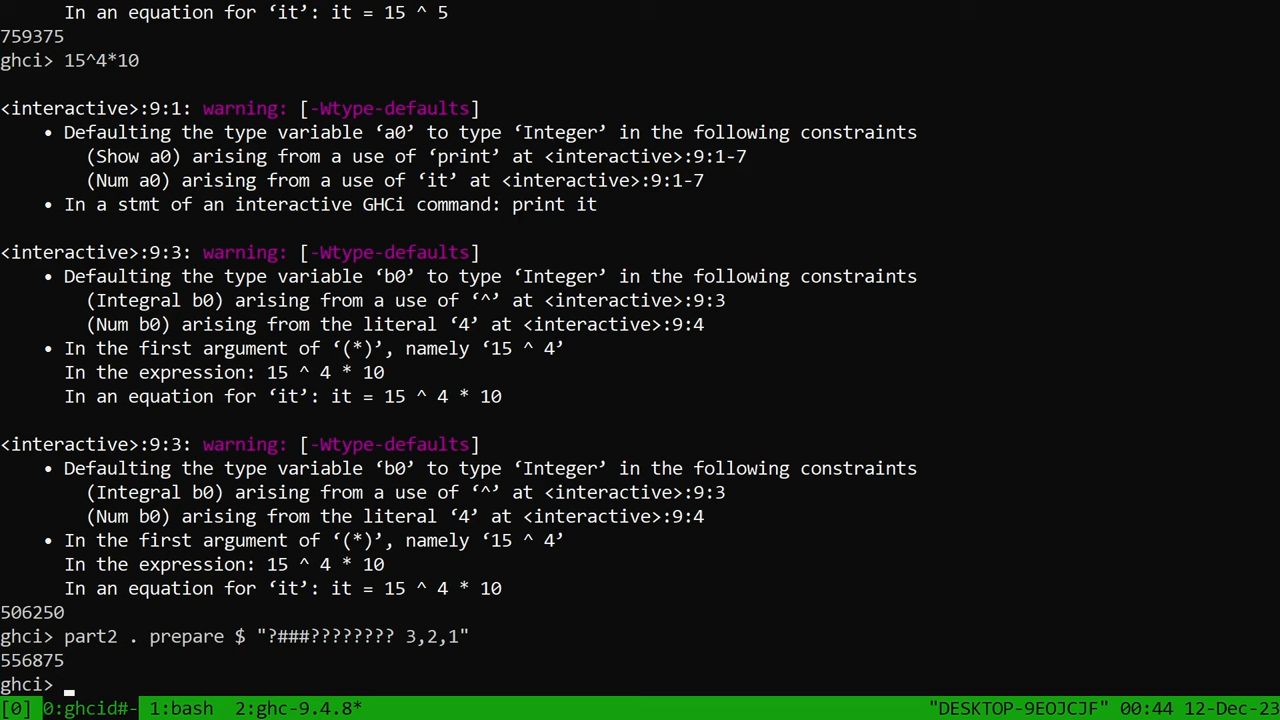 In an equation for ‘it’: it = 15 ^ 5
759375
ghci> 15^4*10
<interactive>:9:1: warning: [-Wtype-defaults]
• Defaulting the type variable ‘a0’ to type ‘Integer’ in the following constraints
(Show a0) arising from a use of ‘print’ at <interactive>:9:1-7
(Num a0) arising from a use of ‘it’ at <interactive>:9:1-7
• In a stmt of an interactive GHCi command: print it
<interactive>:9:3: warning: [-Wtype-defaults]
• Defaulting the type variable ‘b0’ to type ‘Integer’ in the following constraints
(Integral b0) arising from a use of ‘^’ at <interactive>:9:3
(Num b0) arising from the literal ‘4’ at <interactive>:9:4
• In the first argument of ‘(*)’, namely ‘15 ^ 4’
In the expression: 15 ^ 4 * 10
In an equation for ‘it’: it = 15 ^ 4 * 10
<interactive>:9:3: warning: [-Wtype-defaults]
• Defaulting the type variable ‘b0’ to type ‘Integer’ in the following constraints
(Integral b0) arising from a use of ‘^’ at <interactive>:9:3
(Num b0) arising from the literal ‘4’ at <interactive>:9:4
• In the first argument of ‘(*)’, namely ‘15 ^ 4’
In the expression: 15 ^ 4 * 10
In an equation for ‘it’: it = 15 ^ 4 * 10
506250
ghci> part2 . prepare $ "?###???????? 3,2,1"
556875
ghci>
[0] 0:ghcid#- 1:bash 2:ghc-9.4.8* "DESKTOP-9EOJCJF" 00:44 12-Dec-23